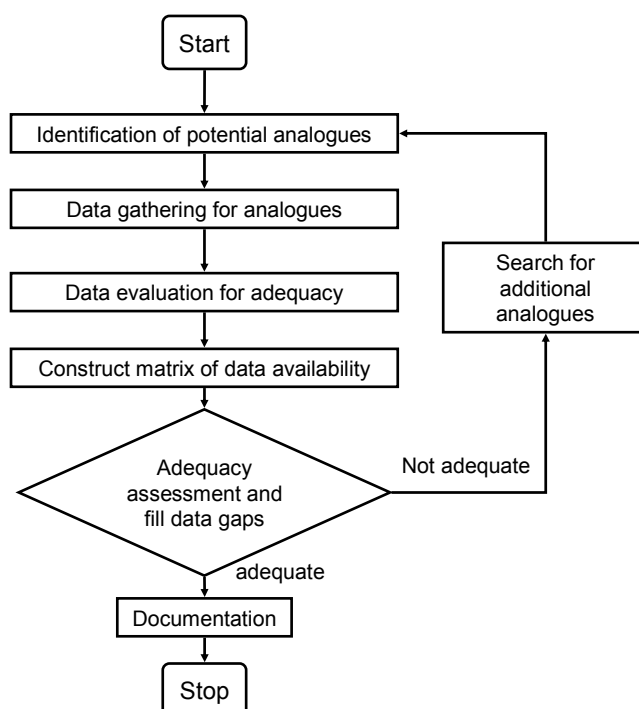 Start
Identification of potential analogues
Data gathering for analogues
Data evaluation for adequacy
Construct matrix of data availability
Search for
additional
analogues
Adequacy
assessment and
fill data gaps
Not adequate
adequate
Documentation
Stop